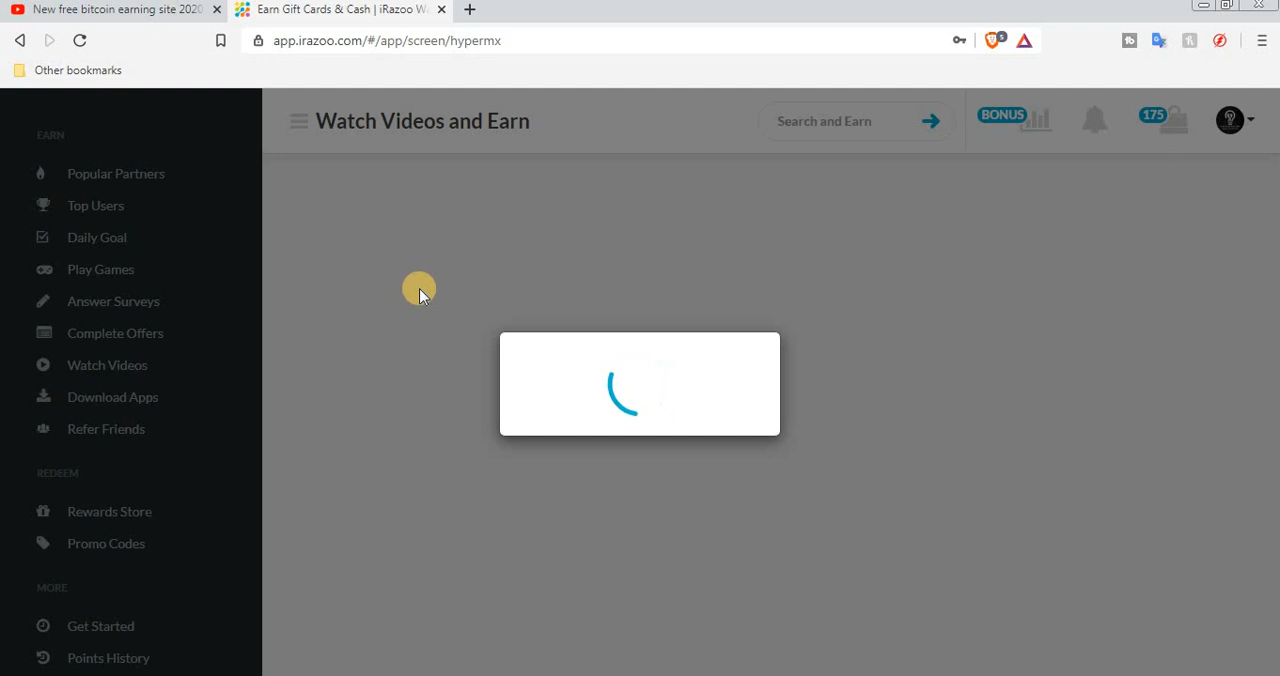 New free bitcoin earning site 2020
Earn Gift Cards & Cash | iRazoo W
app.irazoo.com/#/app/screen/hypermx
5
tb
Other bookmarks
EARN
Popular Partners
Top Users
Daily Goal
Play Games
Answer Surveys
Complete Offers
Watch Videos
Download Apps
Refer Friends
REDEEM
Rewards Store
Promo Codes
MORE
Get Started
Points History
Watch Videos and Earn
Search and Earn
BONUS
175